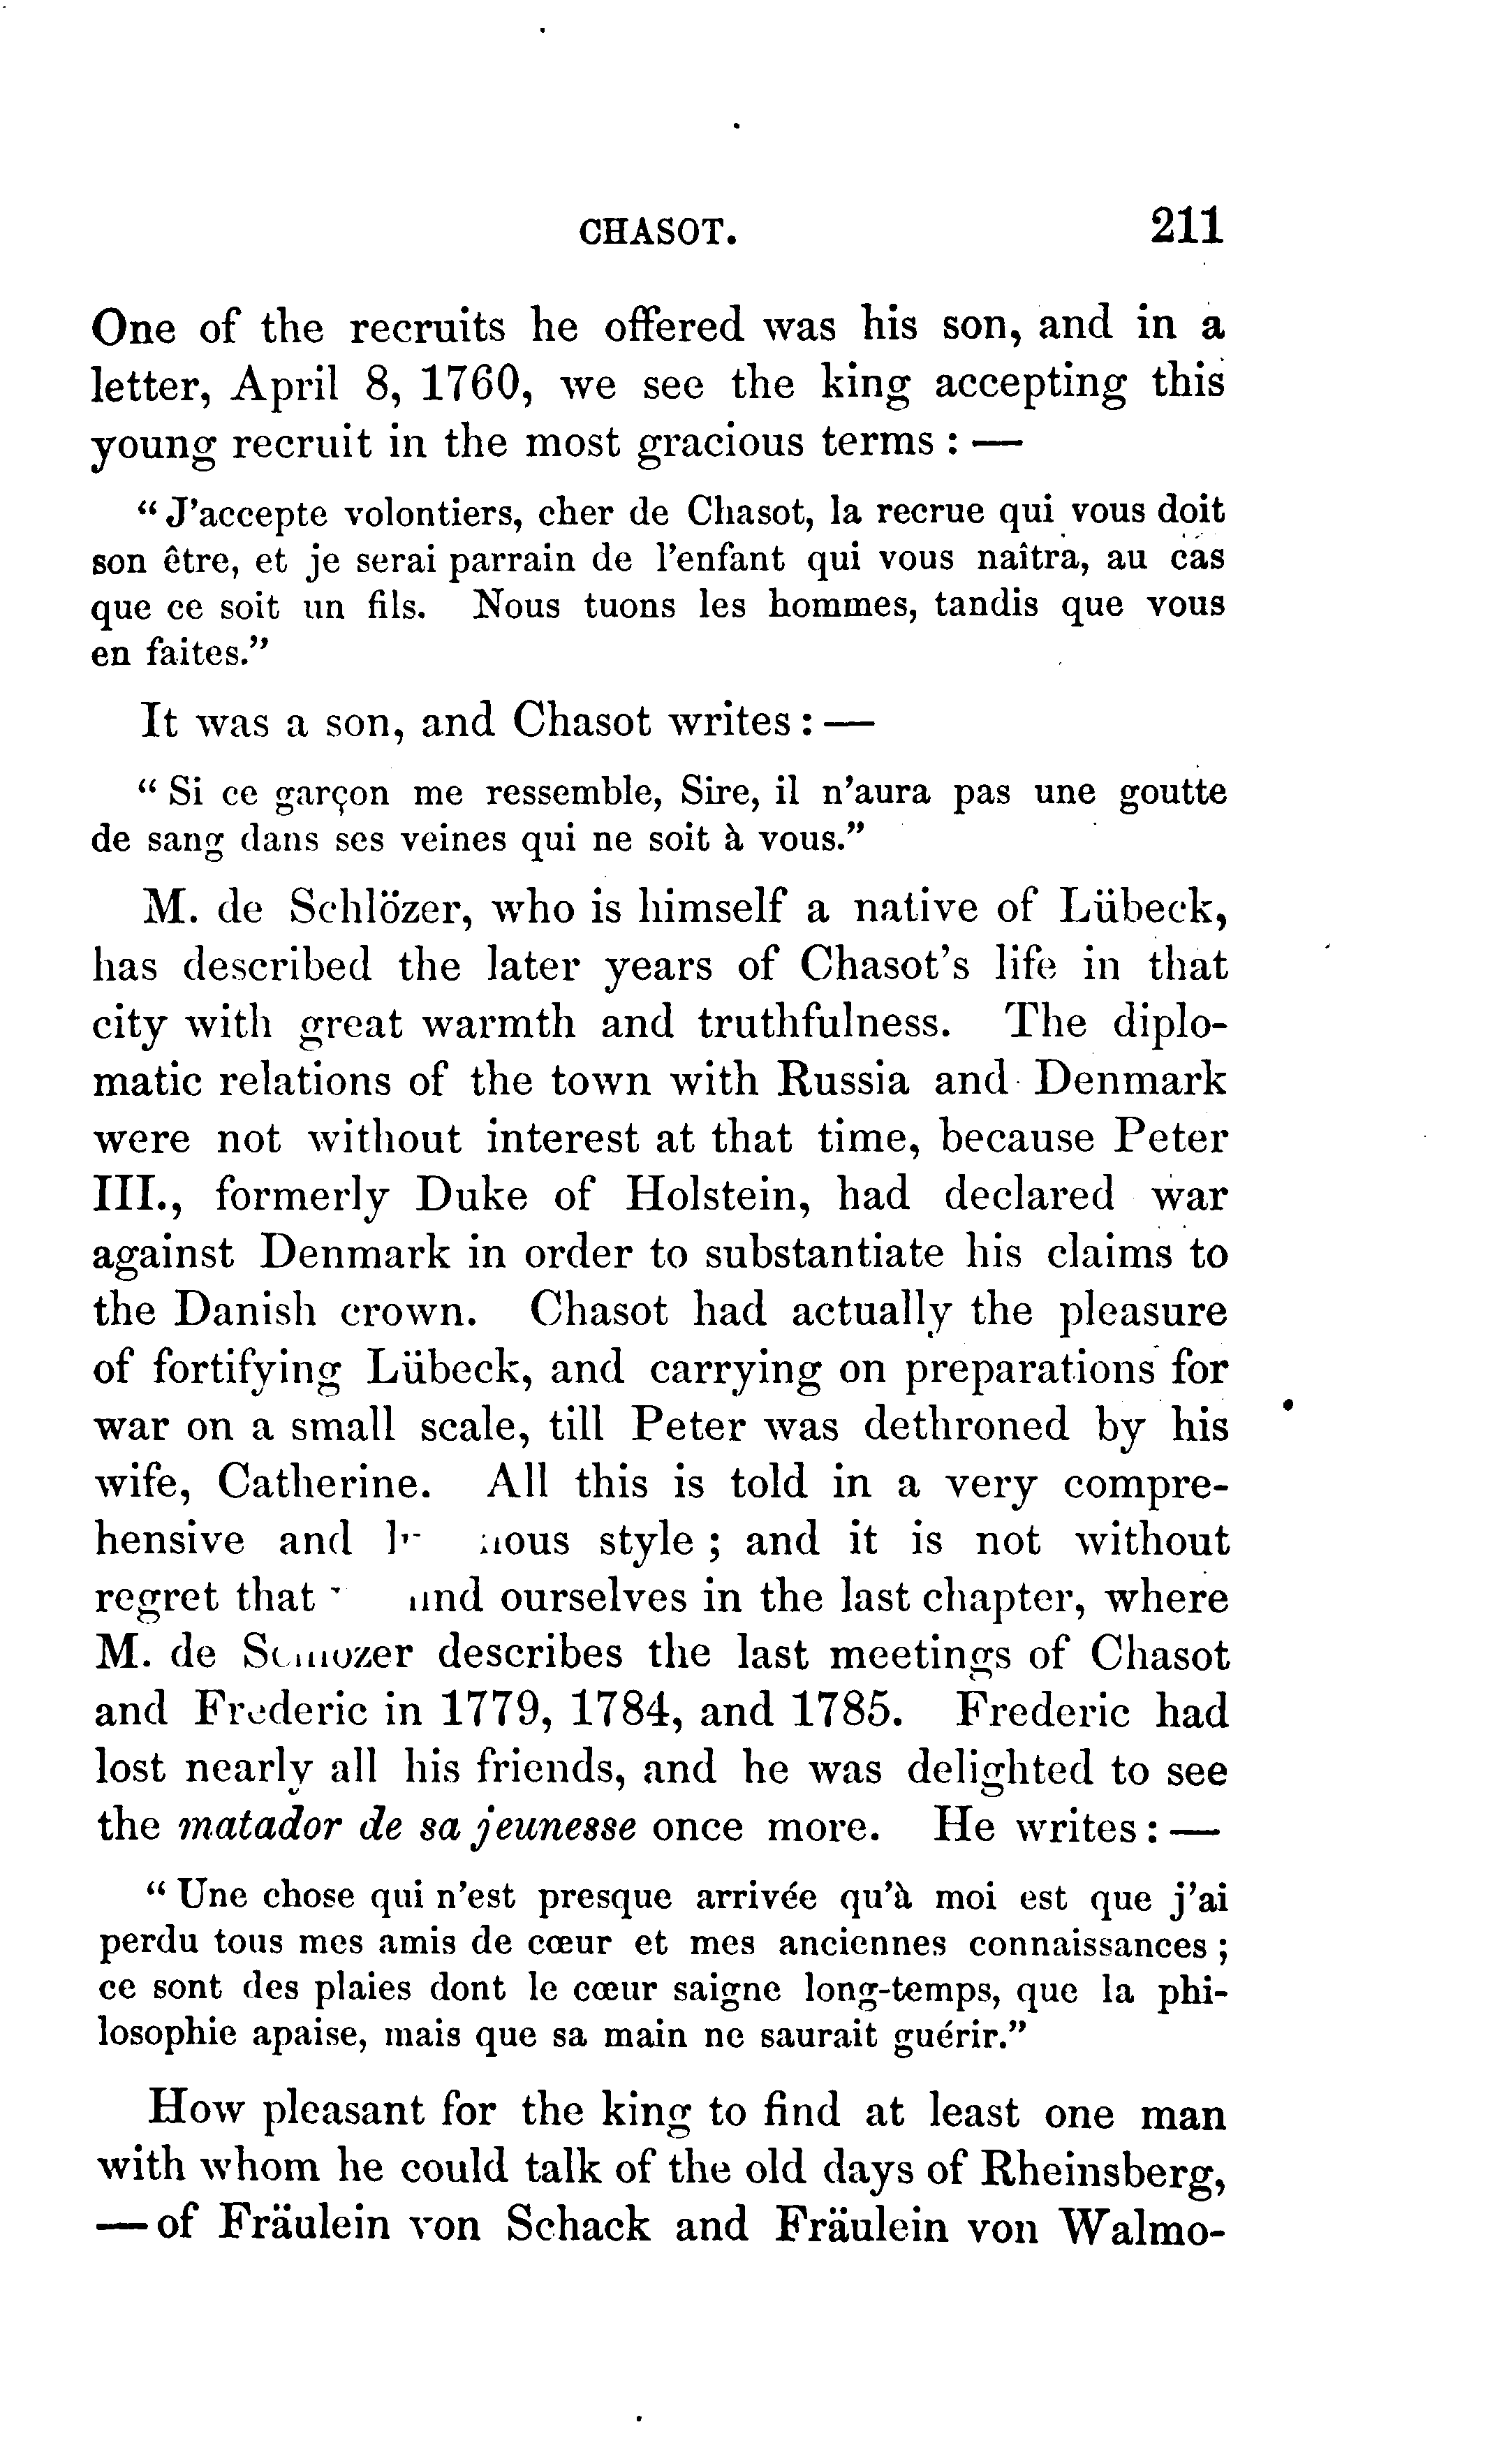 CHASOT. 211
One of the recruits he offered was his son, and in a
letter, April 8, 1760, we see the king accepting this
young recruit in the most gracious terms : —
“ J’accepte volontiers, cher de Chasot, la recrue qui vous doit
son être, et je serai parrain de l’enfant qui vous naîtra, au cas
que ce soit un fils. Nous tuons les hommes, tandis que vous
en faites.”
It was a son, and Chasot writes : —
“ Si ce garçon me ressemble, Sire, il n’aura pas une goutte
de sang dans ses veines qui ne soit à vous.”
M. de Schlözer, who is himself a native of Lübeck,
has described the later years of Chasot’s life in that
city with great warmth and truthfulness. The diplo-
matic relations of the town with Russia and Denmark
were not without interest at that time, because Peter
III., formerly Duke of Holstein, had declared war
against Denmark in order to substantiate his claims to
the Danish crown. Chasot had actually the pleasure
of fortifying Lübeck, and carrying on preparations for
war on a small scale, till Peter was dethroned by his
wife, Catherine. All this is told in a very compre-
hensive and style ; and it is not without
regret that ourselves in the last chapter, where
M. de describes the last meetings of Chasot
and Frederic in 1779, 1784, and 1785. Frederic had
lost nearly all his friends, and he was delighted to see
the matador de sa jeunesse once more. He writes : —
“ Une chose qui n’est presque arrivée qu’à moi est que j’ai
perdu tous mes amis de cœur et mes anciennes connaissances ;
ce sont des plaies dont le cœur saigne long-temps, que la phi-
losophie apaise, mais que sa main ne saurait guérir.”
How pleasant for the king to find at least one man
with whom he could talk of the old days of Rheinsberg,
— of Fräulein von Schack and Fräulein von Walmo-